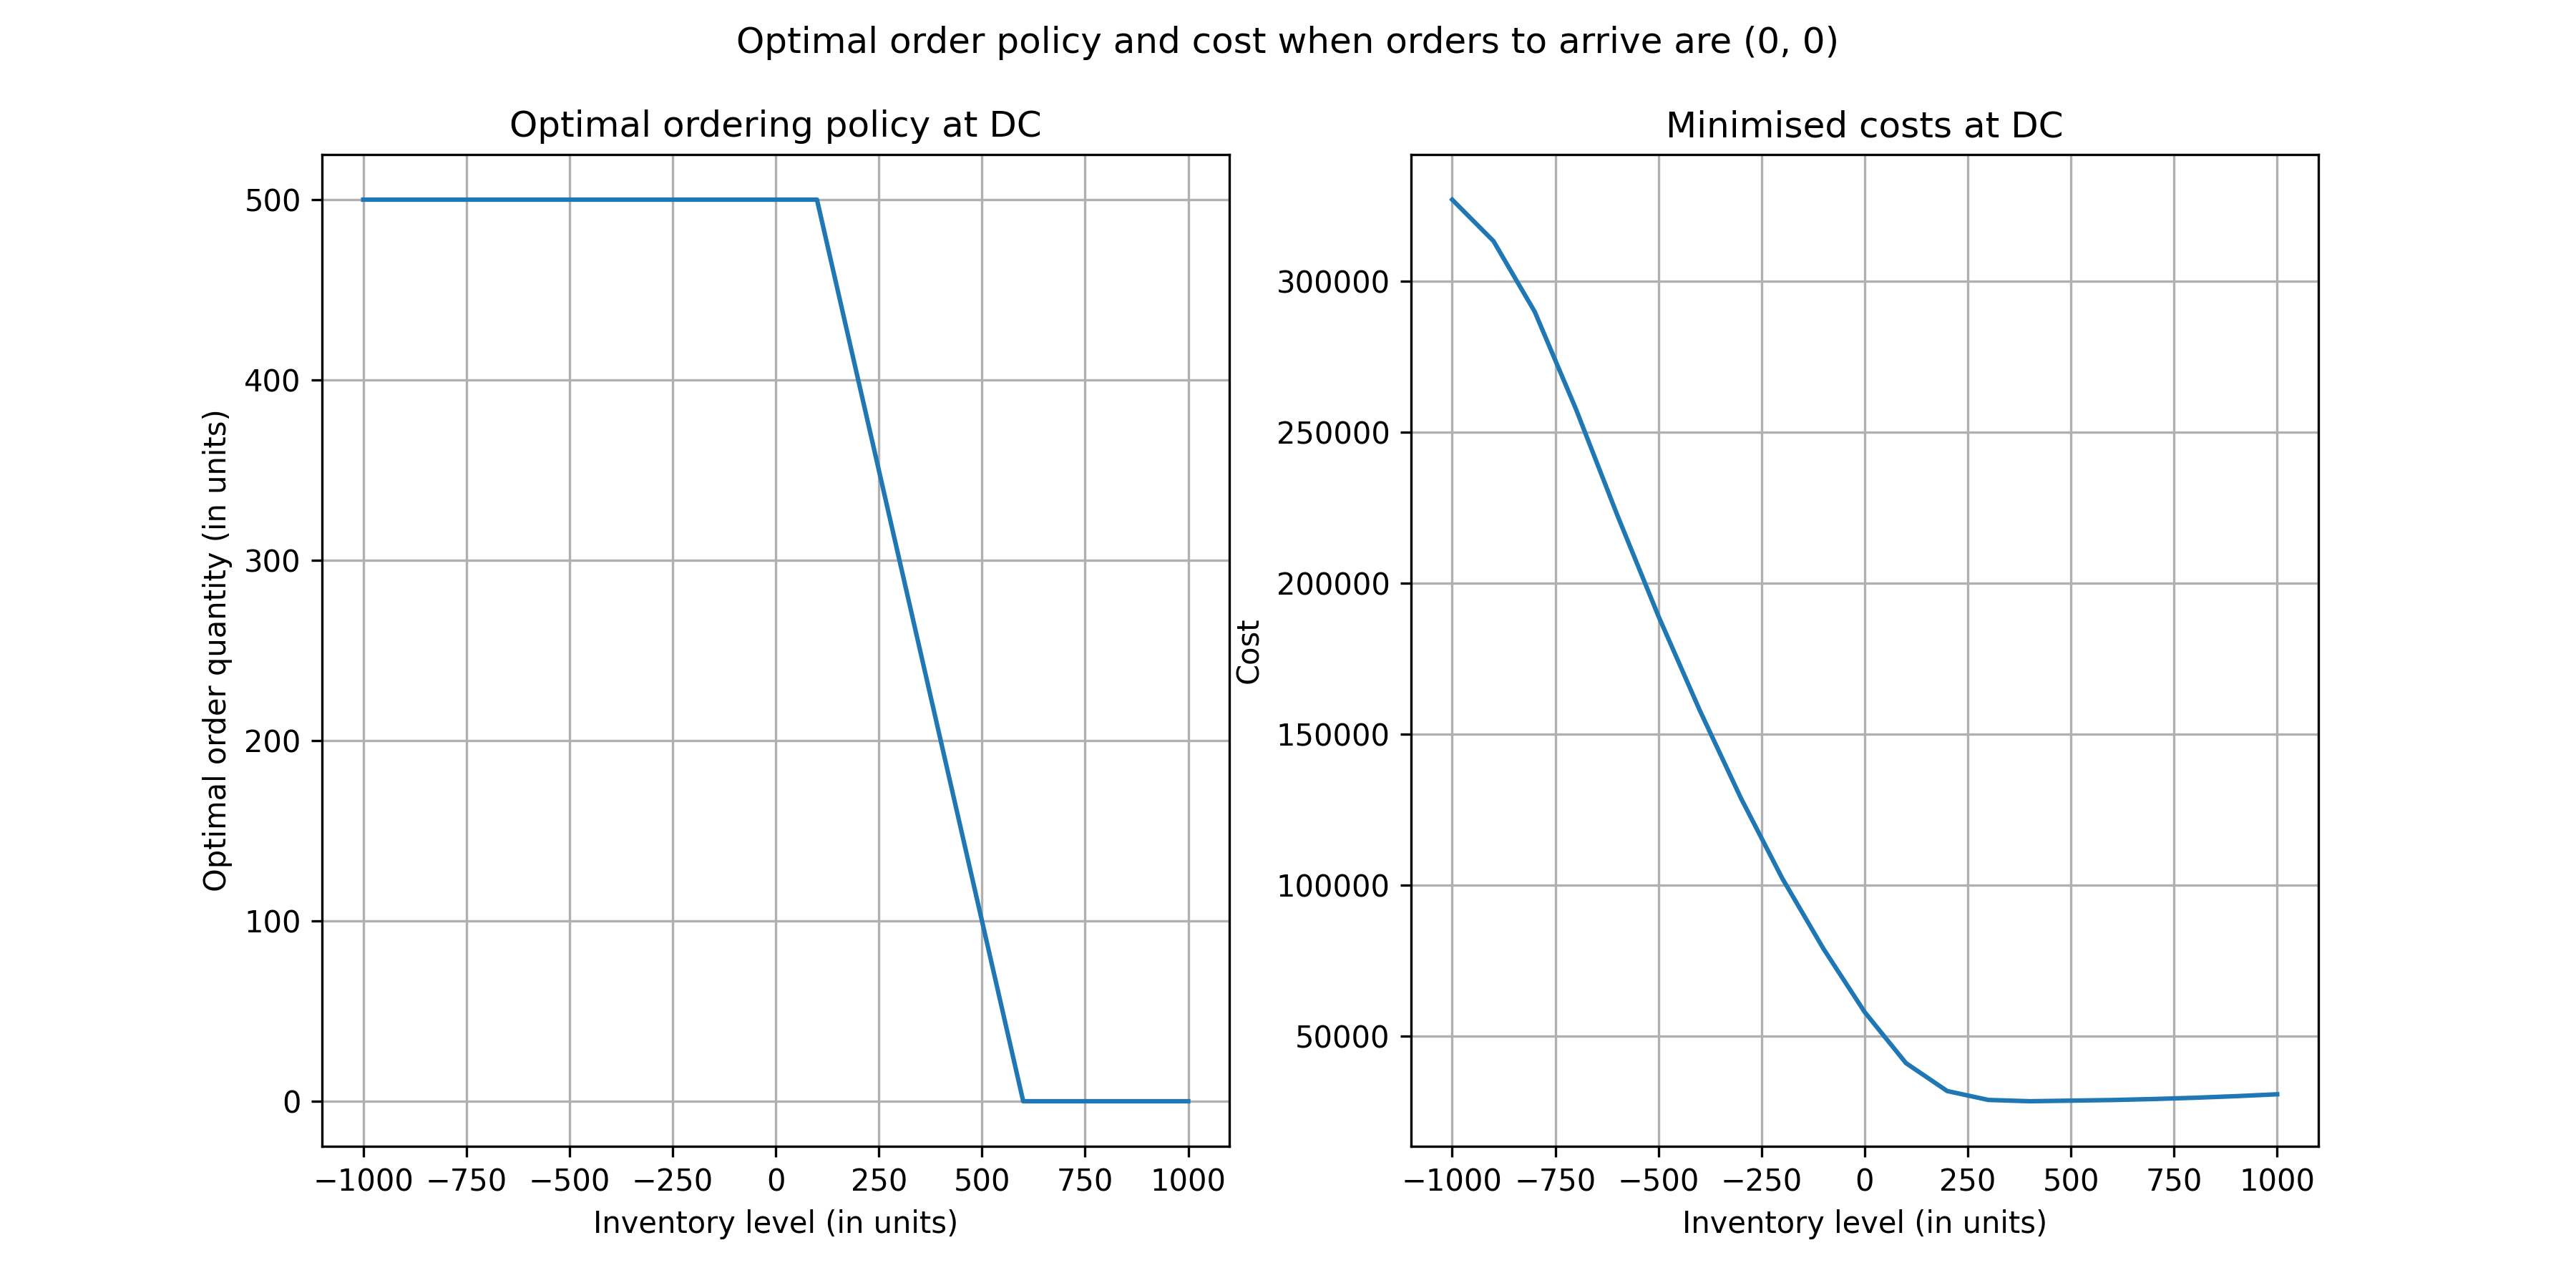 Optimal order policy and cost when orders to arrive are (0, 0)
Optimal ordering policy at DC
Optimal order quantity (in units)
500
400
300
200
100
0
−1000 −750 −500 −250 0 250 500 750 1000
Inventory level (in units)
Minimised costs at DC
Cost
300000
250000
200000
150000
100000
50000
−1000 −750 −500 −250 0 250 500 750 1000
Inventory level (in units)